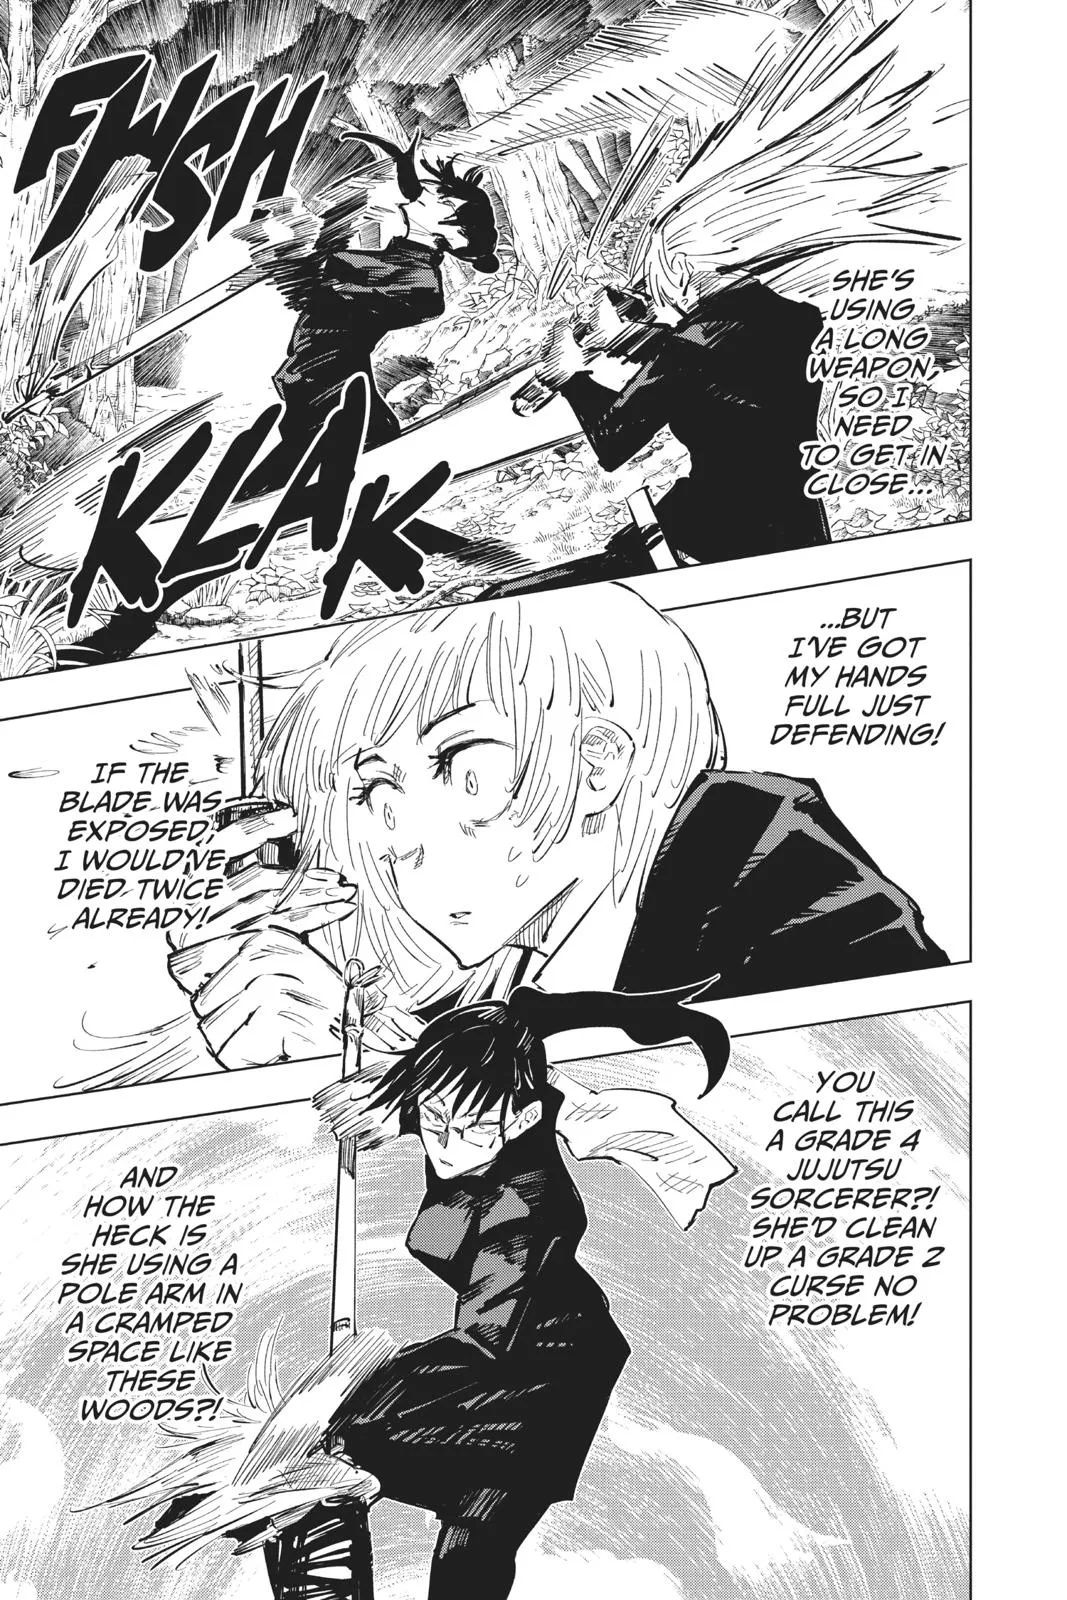 FWSH
SHE'S
USING
A LONG
WEAPON,
SO I
NEED
TO GET IN
CLOSE...
KLAK
...BUT
I'VE GOT
MY HANDS
FULL JUST
DEFENDING!
IF THE
BLADE WAS
EXPOSED,
I WOULD'VE
DIED TWICE
ALREADY!
YOU
CALL THIS
A GRADE 4
JUJUTSU
SORCERER?!
SHE'D CLEAN
UP A GRADE 2
CURSE NO
PROBLEM!
AND
HOW THE
HECK IS
SHE USING A
POLE ARM IN
A CRAMPED
SPACE LIKE
THESE
WOODS?!